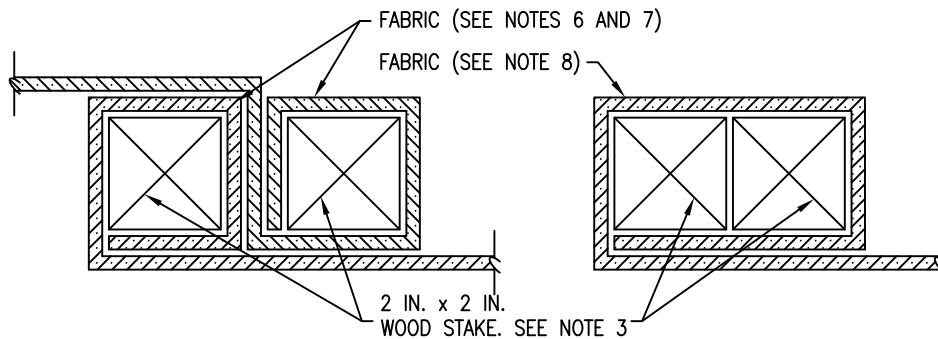 FABRIC (SEE NOTES 6 AND 7)
FABRIC (SEE NOTE 8)
2 IN. x 2 IN.
WOOD STAKE. SEE NOTE 3